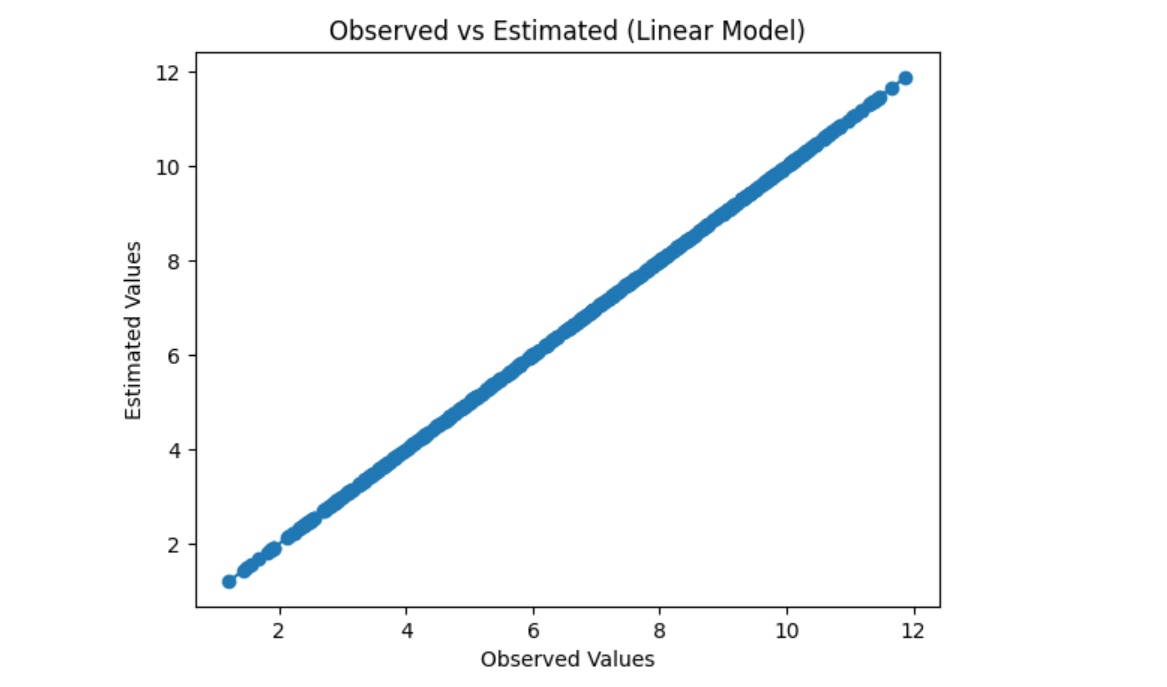 Observed vs Estimated (Linear Model)
12
10
8
6
4
2
Estimated Values
2 4 6 8 10 12
Observed Values